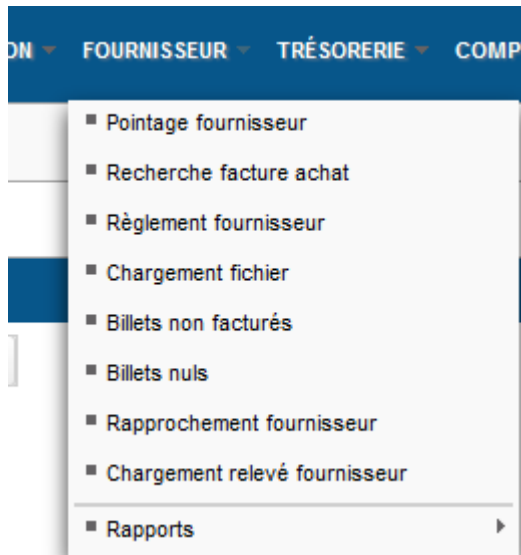 ON FOURNISSEUR TRÉSORERIE COMP
Pointage fournisseur
Recherche facture achat
Règlement fournisseur
Chargement fichier
Billets non facturés
Billets nuls
Rapprochement fournisseur
Chargement relevé fournisseur
Rapports